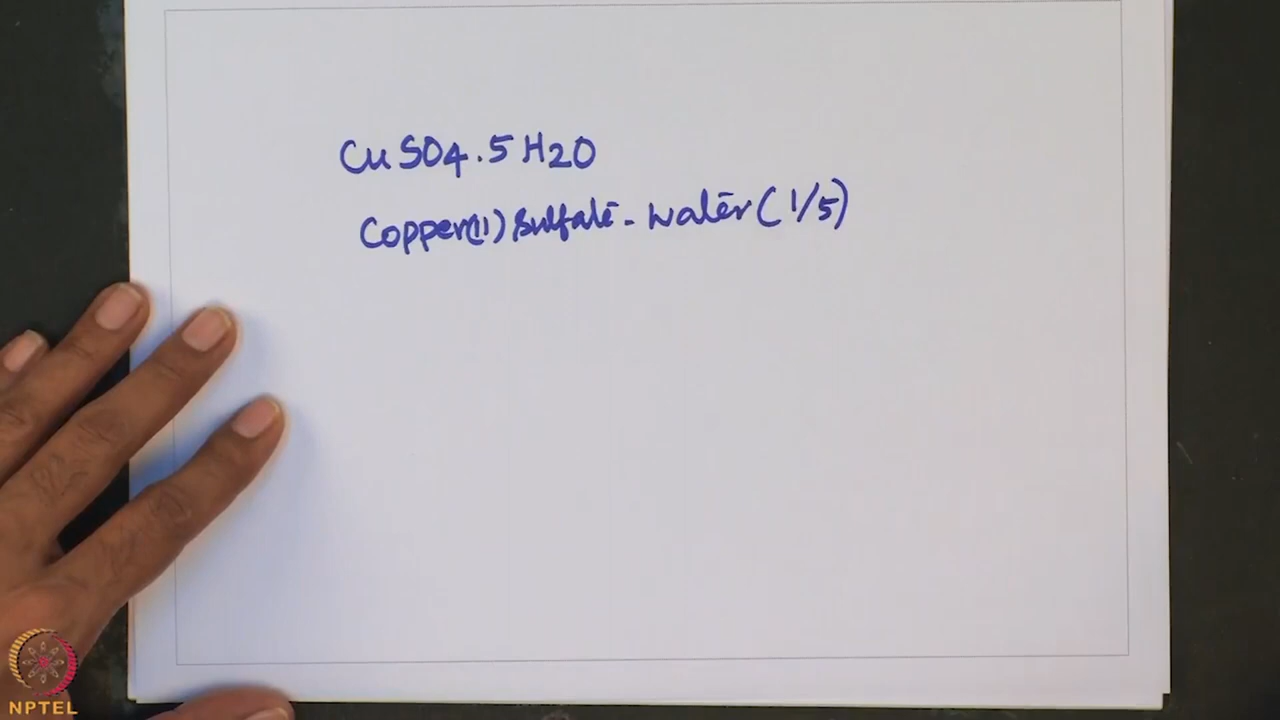 CuSO4.5H2O
Copper(II) sulfate-water (1/5)
NPTEL